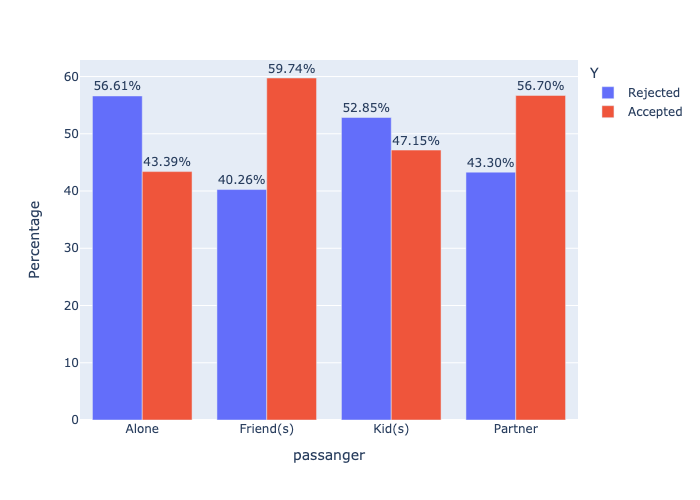 Y
Rejected
Accepted
Percentage
60
50
40
30
20
10
0
56.61%
43.39%
40.26%
59.74%
52.85%
47.15%
43.30%
56.70%
Alone
Friend(s)
Kid(s)
Partner
passanger